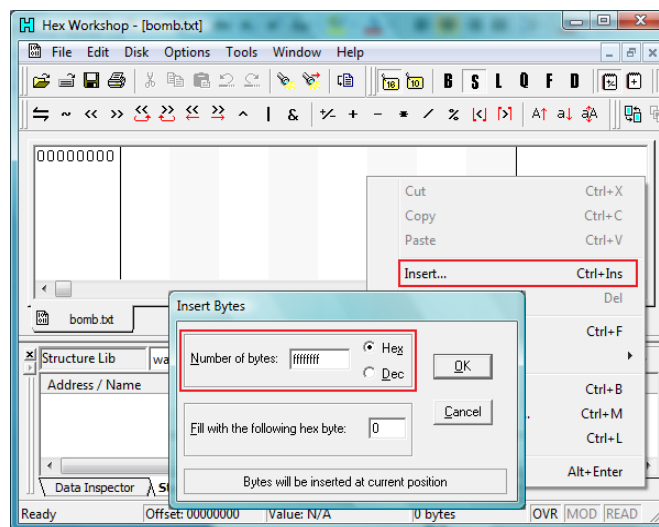 Hex Workshop - [bomb.txt]
File Edit Disk Options Tools Window Help
B S L Q F D
00000000
Cut Ctrl+X
Copy Ctrl+C
Paste Ctrl+V
Insert... Ctrl+Ins
Del
Ctrl+F
Ctrl+B
Ctrl+M
Ctrl+L
Alt+Enter
bomb.txt
Insert Bytes
Number of bytes: ffffffff Hex
Dec
OK
Fill with the following hex byte: 0
Cancel
Bytes will be inserted at current position
Structure Lib
Address / Name
Data Inspector
Ready Offset: 00000000 Value: N/A 0 bytes OVR MOD READ